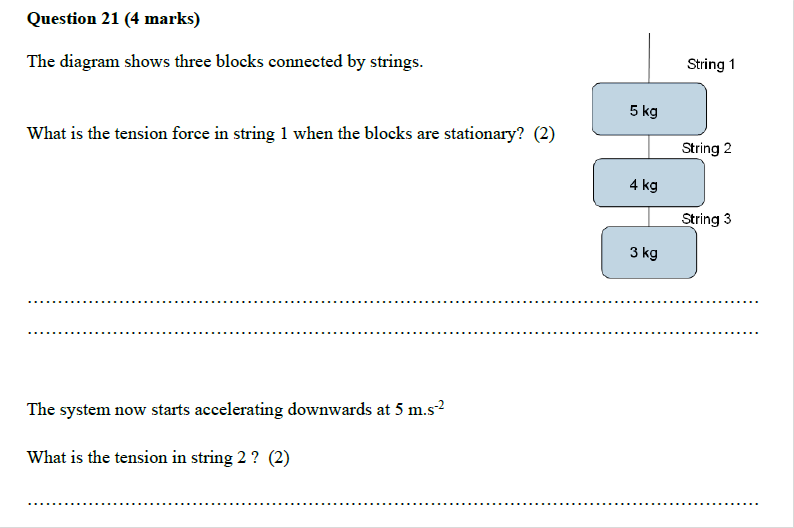 Question 21 (4 marks)
The diagram shows three blocks connected by strings.
String 1
5 kg
What is the tension force in string 1 when the blocks are stationary? (2)
String 2
4 kg
String 3
3 kg
The system now starts accelerating downwards at 5 m.s⁻²
What is the tension in string 2 ? (2)